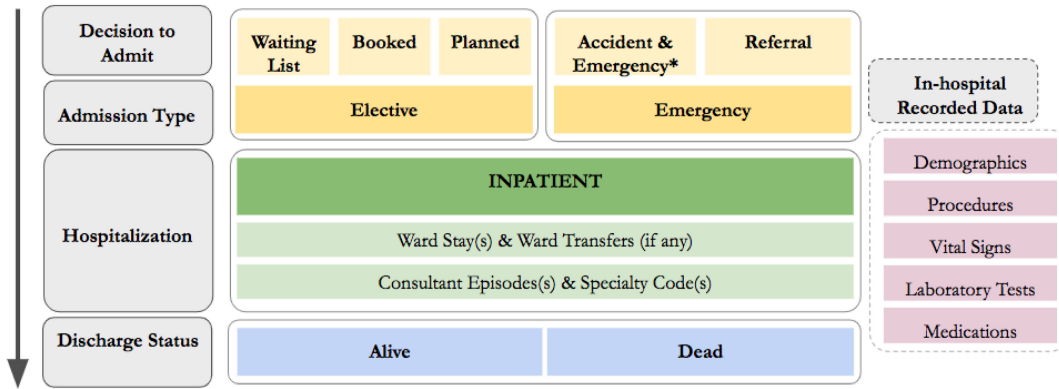 Decision to
Admit
Waiting
List
Booked
Planned
Accident &
Emergency*
Referral
Admission Type
Elective
Emergency
In-hospital
Recorded Data
Hospitalization
INPATIENT
Ward Stay(s) & Ward Transfers (if any)
Consultant Episodes(s) & Specialty Code(s)
Demographics
Procedures
Vital Signs
Laboratory Tests
Medications
Discharge Status
Alive
Dead